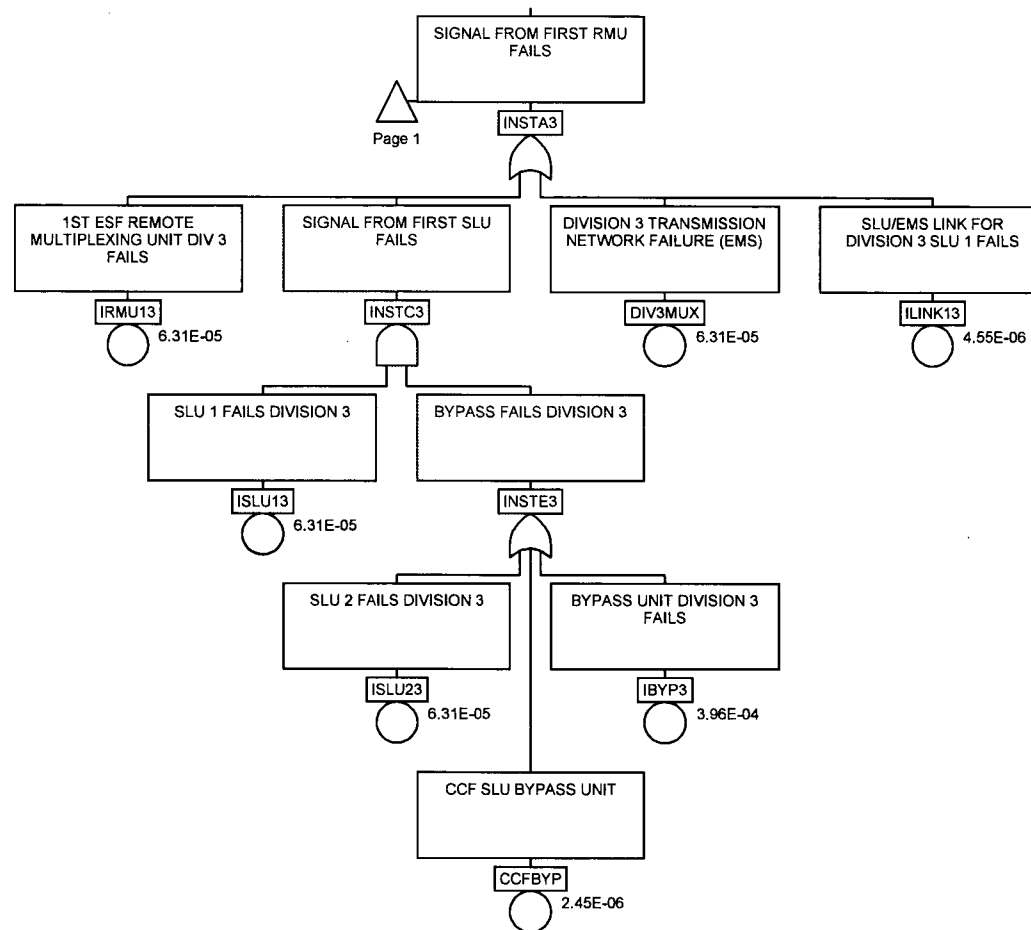 SIGNAL FROM FIRST RMU
FAILS
Page 1
INSTA3
1ST ESF REMOTE
MULTIPLEXING UNIT DIV 3
FAILS
SIGNAL FROM FIRST SLU
FAILS
DIVISION 3 TRANSMISSION
NETWORK FAILURE (EMS)
SLU/EMS LINK FOR
DIVISION 3 SLU 1 FAILS
IRMU13
6.31E-05
INSTC3
DIV3MUX
6.31E-05
ILINK13
4.55E-06
SLU 1 FAILS DIVISION 3
BYPASS FAILS DIVISION 3
ISLU13
6.31E-05
INSTE3
SLU 2 FAILS DIVISION 3
BYPASS UNIT DIVISION 3
FAILS
ISLU23
6.31E-05
IBYP3
3.96E-04
CCF SLU BYPASS UNIT
CCFBYP
2.45E-06